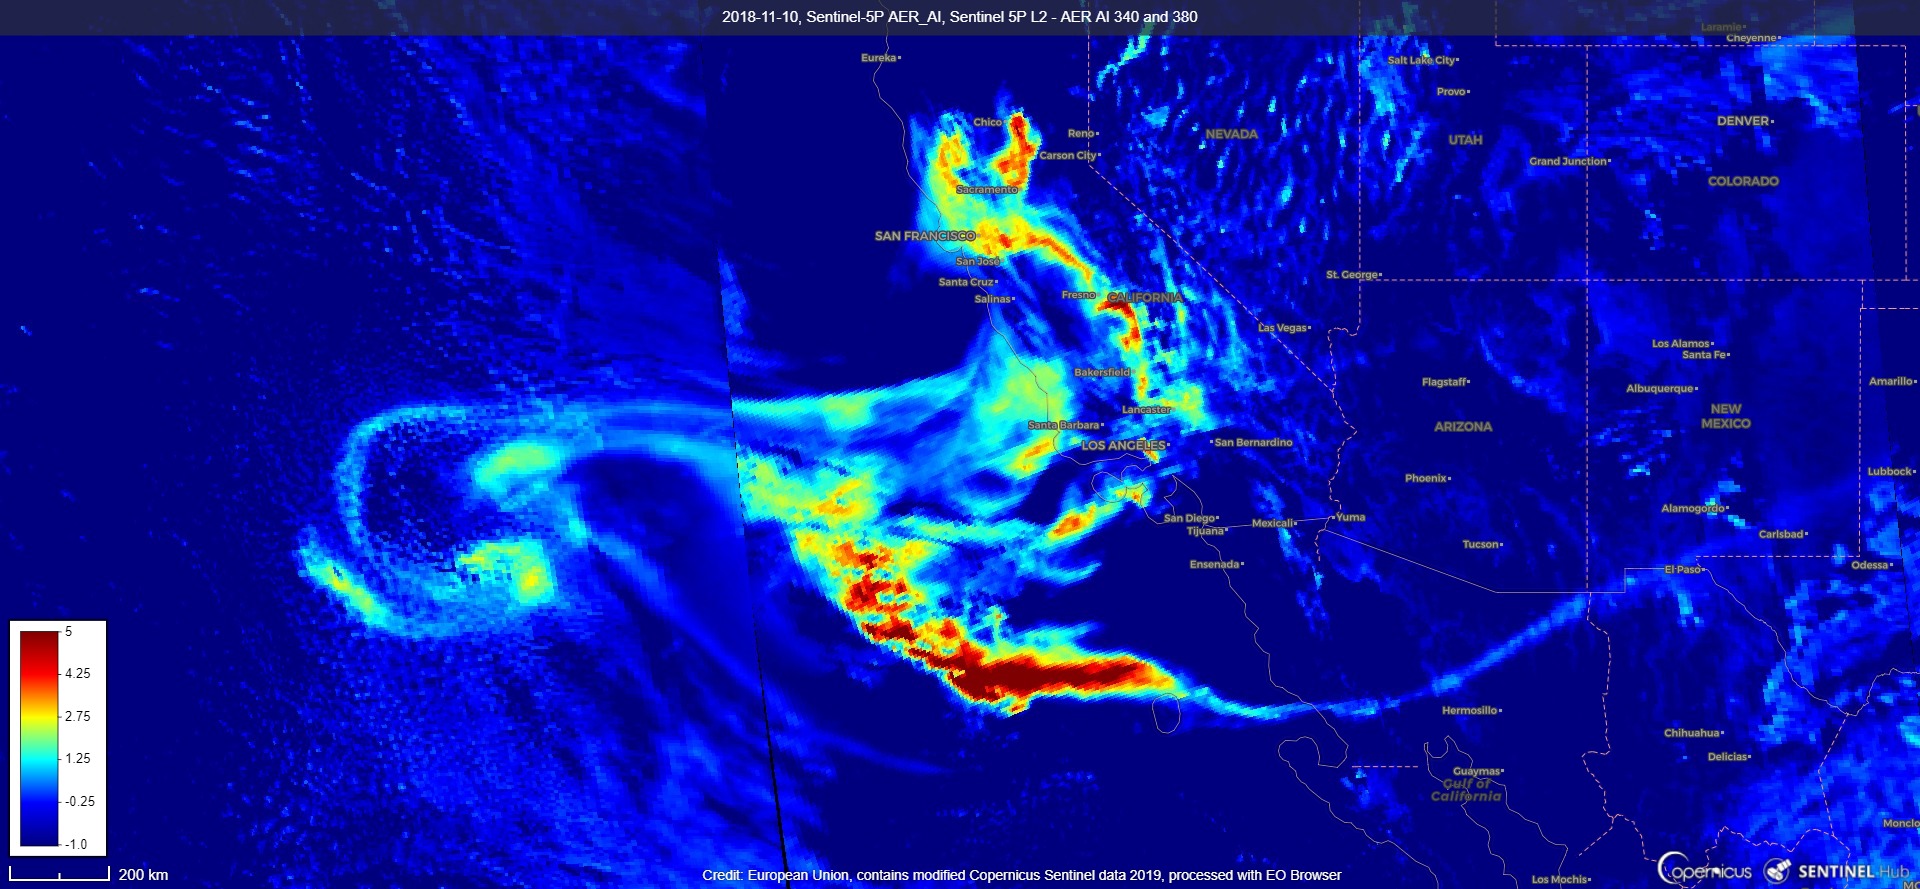 2018-11-10, Sentinel-5P AER_AI, Sentinel 5P L2 - AER AI 340 and 380
Laramie
Cheyenne
Eureka
Salt Lake City
Provo
Chico
Reno
NEVADA
UTAH
DENVER
Carson City
Grand Junction
COLORADO
Sacramento
SAN FRANCISCO
San José
St. George
Santa Cruz
Salinas
Fresno
CALIFORNIA
Las Vegas
Los Alamos
Santa Fe
Bakersfield
Flagstaff
Albuquerque
Amarillo
Lancaster
NEW
MEXICO
Santa Barbara
ARIZONA
LOS ANGELES
San Bernardino
Lubbock
Phoenix
Alamogordo
San Diego
Mexicali
Yuma
Tijuana
Carlsbad
Tucson
Ensenada
El Paso
Odessa
5
4.25
2.75
1.25
-0.25
-1.0
Hermosillo
Chihuahua
Delicias
Guaymas
Gulf of
California
Monclo
200 km
Credit: European Union, contains modified Copernicus Sentinel data 2019, processed with EO Browser
Copernicus
SENTINEL Hub
Los Mochis